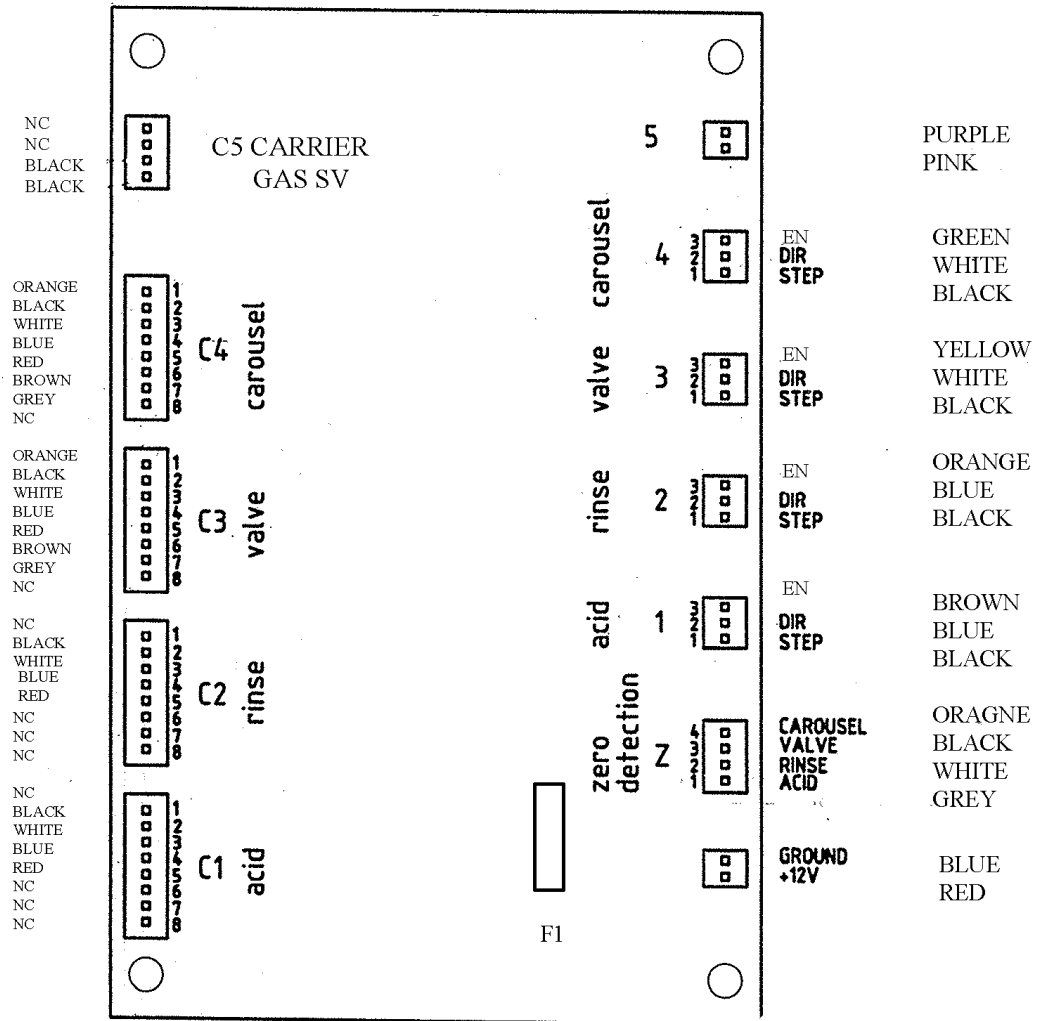 NC
NC
BLACK
BLACK
C5 CARRIER
GAS SV
5
PURPLE
PINK
ORANGE
BLACK
WHITE
BLUE
RED
BROWN
GREY
NC
1
2
3
4
5
6
7
8
C4
carousel
carousel
4
3
2
1
EN
DIR
STEP
GREEN
WHITE
BLACK
valve
3
3
2
1
EN
DIR
STEP
YELLOW
WHITE
BLACK
ORANGE
BLACK
WHITE
BLUE
RED
BROWN
GREY
NC
1
2
3
4
5
6
7
8
C3
valve
rinse
2
3
2
1
EN
DIR
STEP
ORANGE
BLUE
BLACK
NC
BLACK
WHITE
BLUE
RED
NC
NC
NC
1
2
3
4
5
6
7
8
C2
rinse
acid
1
3
2
1
EN
DIR
STEP
BROWN
BLUE
BLACK
zero
detection
Z
4
3
2
1
CAROUSEL
VALVE
RINSE
ACID
ORAGNE
BLACK
WHITE
GREY
NC
BLACK
WHITE
BLUE
RED
NC
NC
NC
1
2
3
4
5
6
7
8
C1
acid
F1
GROUND
+12V
BLUE
RED